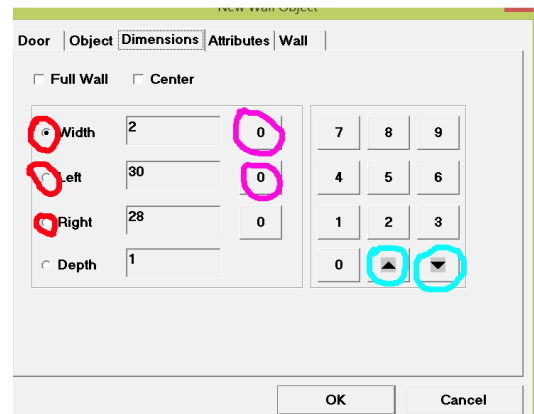 New Wall Object
Door Object Dimensions Attributes Wall
Full Wall Center
Width 2 0 7 8 9
Left 30 0 4 5 6
Right 28 0 1 2 3
Depth 1 0
OK Cancel